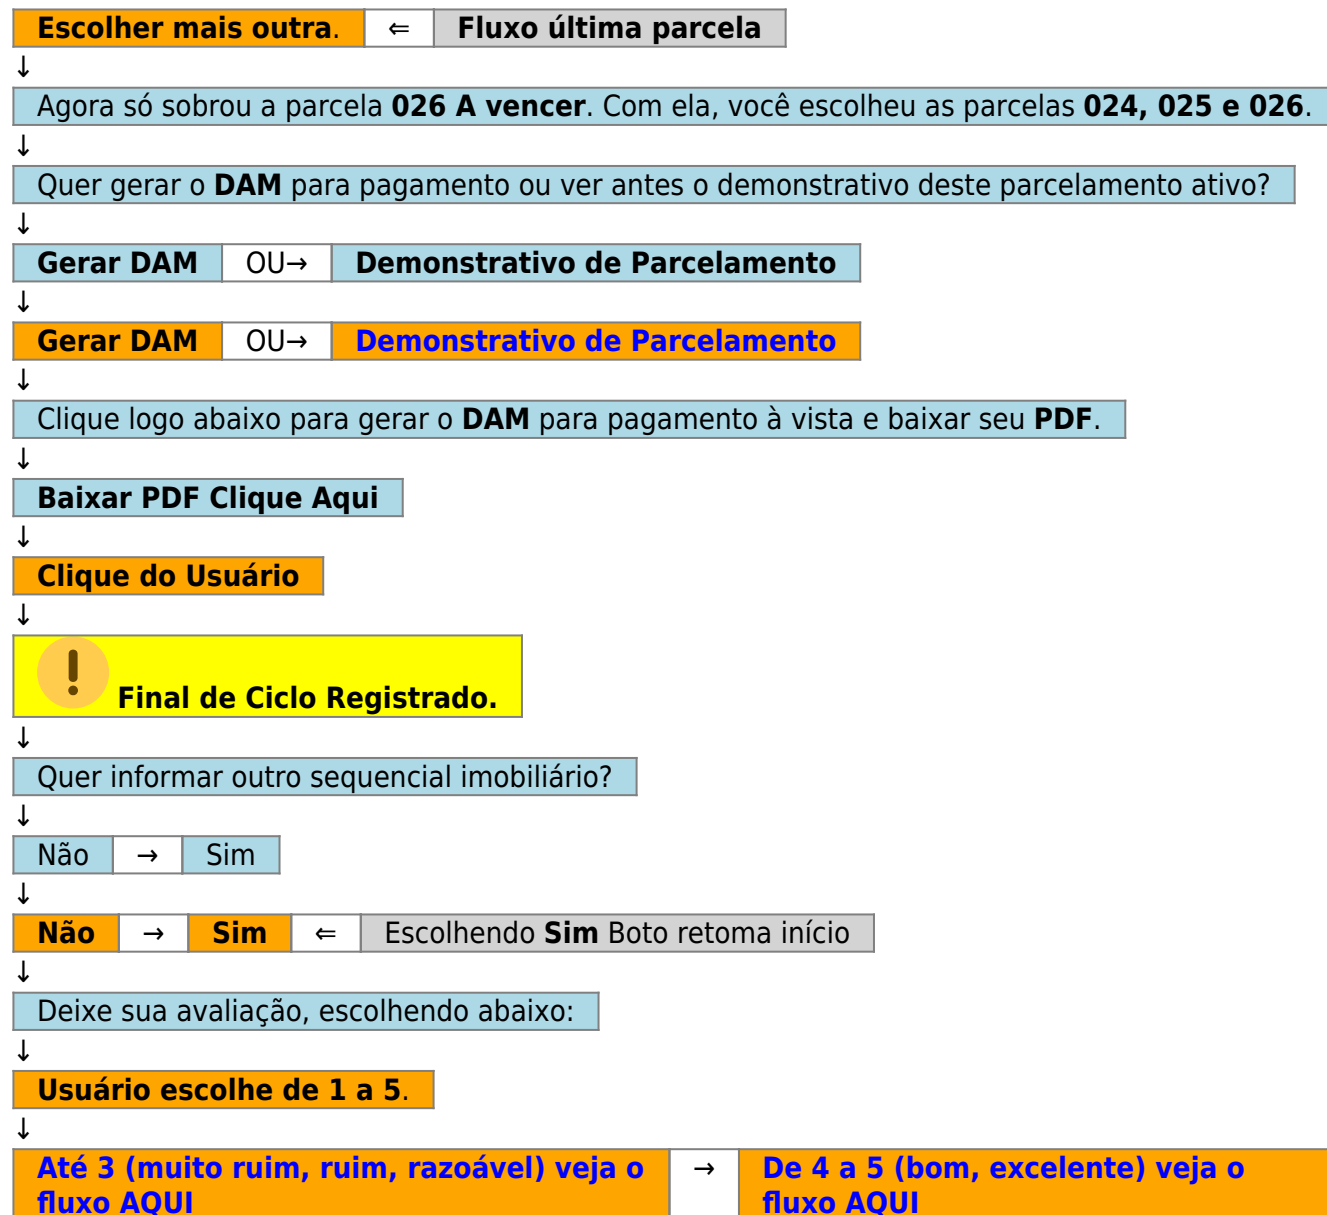 Escolher mais outra. ⇐ Fluxo última parcela
↓
Agora só sobrou a parcela 026 A vencer. Com ela, você escolheu as parcelas 024, 025 e 026.
↓
Quer gerar o DAM para pagamento ou ver antes o demonstrativo deste parcelamento ativo?
↓
Gerar DAM OU→ Demonstrativo de Parcelamento
↓
Gerar DAM OU→ Demonstrativo de Parcelamento
↓
Clique logo abaixo para gerar o DAM para pagamento à vista e baixar seu PDF.
↓
Baixar PDF Clique Aqui
↓
Clique do Usuário
↓
Final de Ciclo Registrado.
↓
Quer informar outro sequencial imobiliário?
↓
Não → Sim
↓
Não → Sim ⇐ Escolhendo Sim Boto retoma início
↓
Deixe sua avaliação, escolhendo abaixo:
↓
Usuário escolhe de 1 a 5.
↓
Até 3 (muito ruim, ruim, razoável) veja o → De 4 a 5 (bom, excelente) veja o
fluxo AQUI fluxo AQUI